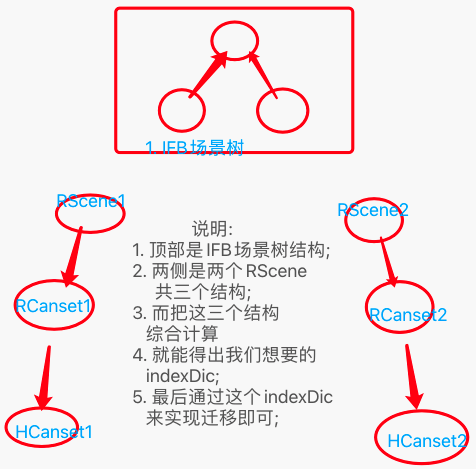 1. IFB场景树
RScene1
RScene2
说明:
1. 顶部是IFB场景树结构;
2. 两侧是两个RScene
共三个结构;
RCanset1
RCanset2
3. 而把这三个结构
综合计算
4. 就能得出我们想要的
indexDic;
5. 最后通过这个indexDic
来实现迁移即可;
HCanset1
HCanset2